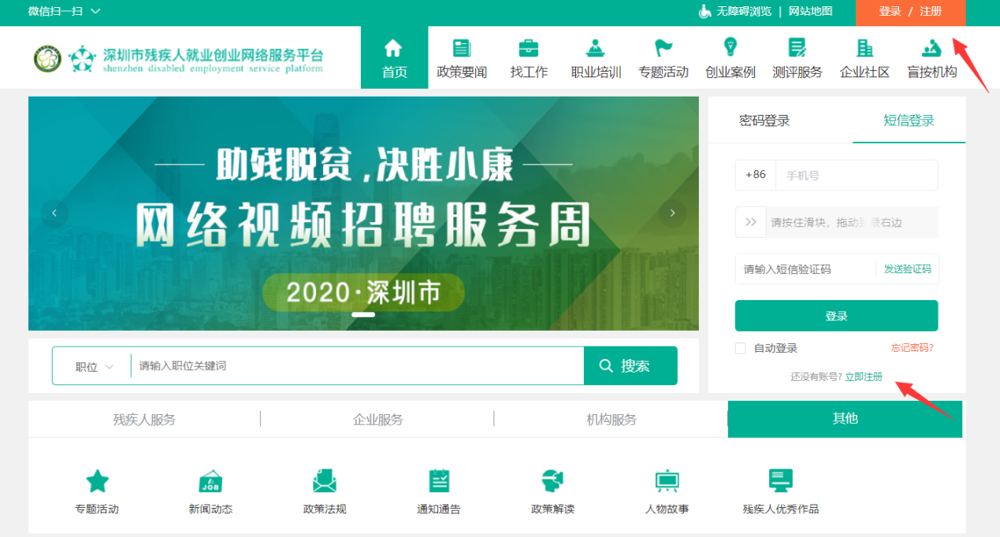 微信扫一扫
无障碍浏览 | 网站地图
登录 / 注册
深圳市残疾人就业创业网络服务平台
shenzhen disabled employment service platform
首页
政策要闻
找工作
职业培训
专题活动
创业案例
测评服务
企业社区
盲按机构
助残脱贫,决胜小康
网络视频招聘服务周
2020·深圳市
密码登录
短信登录
+86
手机号
请按住滑块，拖动到最右边
请输入短信验证码
发送验证码
登录
自动登录
忘记密码?
还没有账号? 立即注册
职位
请输入职位关键词
搜索
残疾人服务
企业服务
机构服务
其他
JOB
专题活动
新闻动态
政策法规
通知通告
政策解读
人物故事
残疾人优秀作品